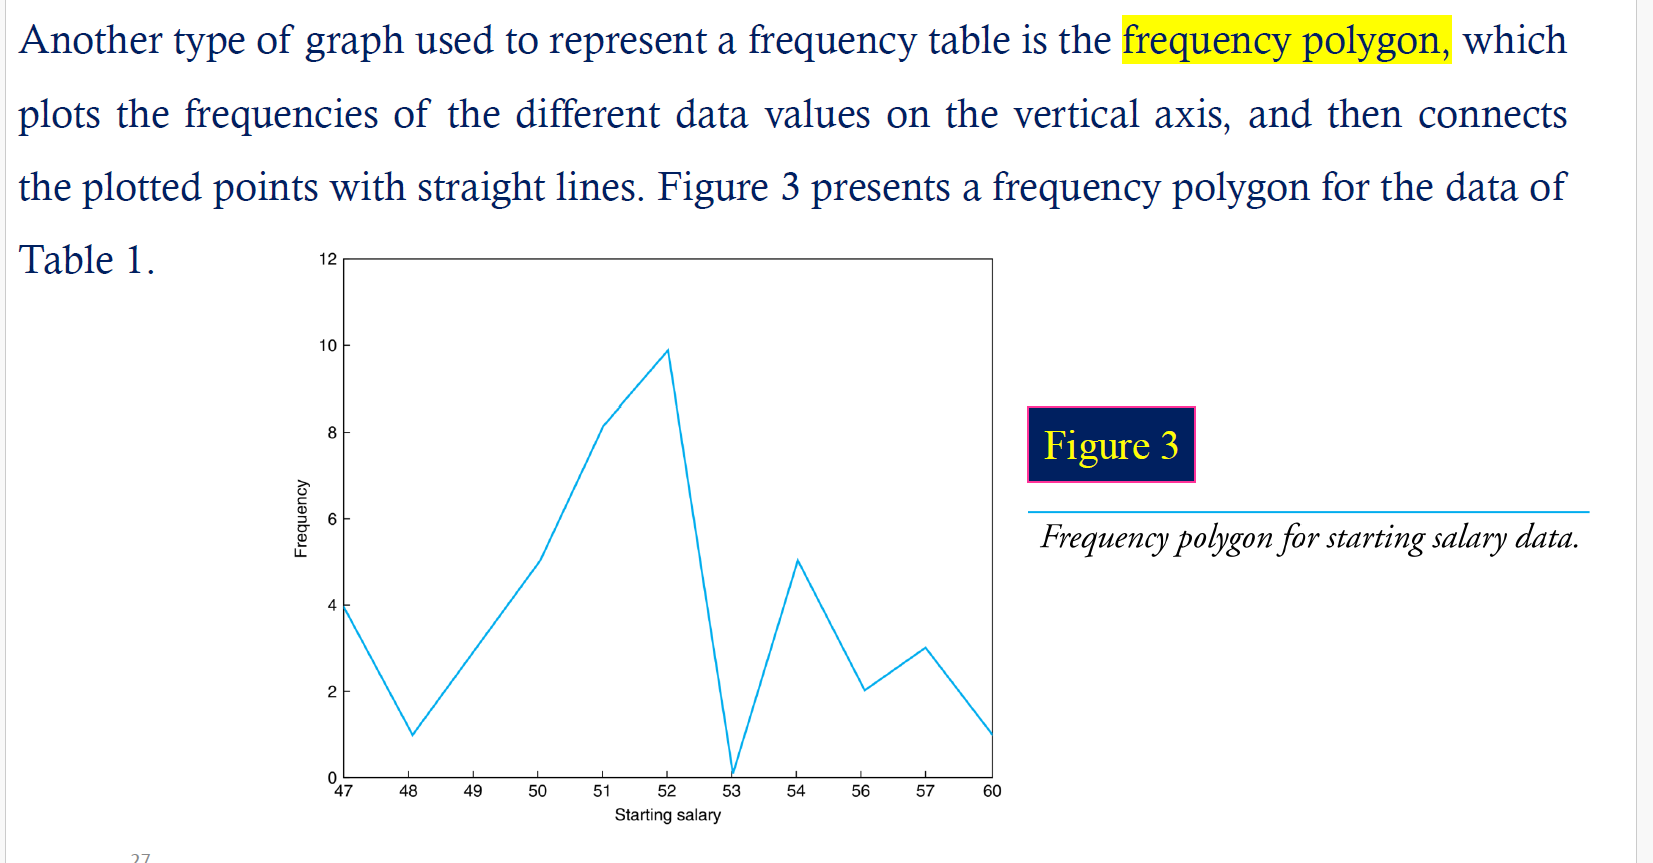 Another type of graph used to represent a frequency table is the frequency polygon, which
plots the frequencies of the different data values on the vertical axis, and then connects
the plotted points with straight lines. Figure 3 presents a frequency polygon for the data of
Table 1.
12
10
8
6
4
2
0
Frequency
47 48 49 50 51 52 53 54 56 57 60
Starting salary
Figure 3
Frequency polygon for starting salary data.
27